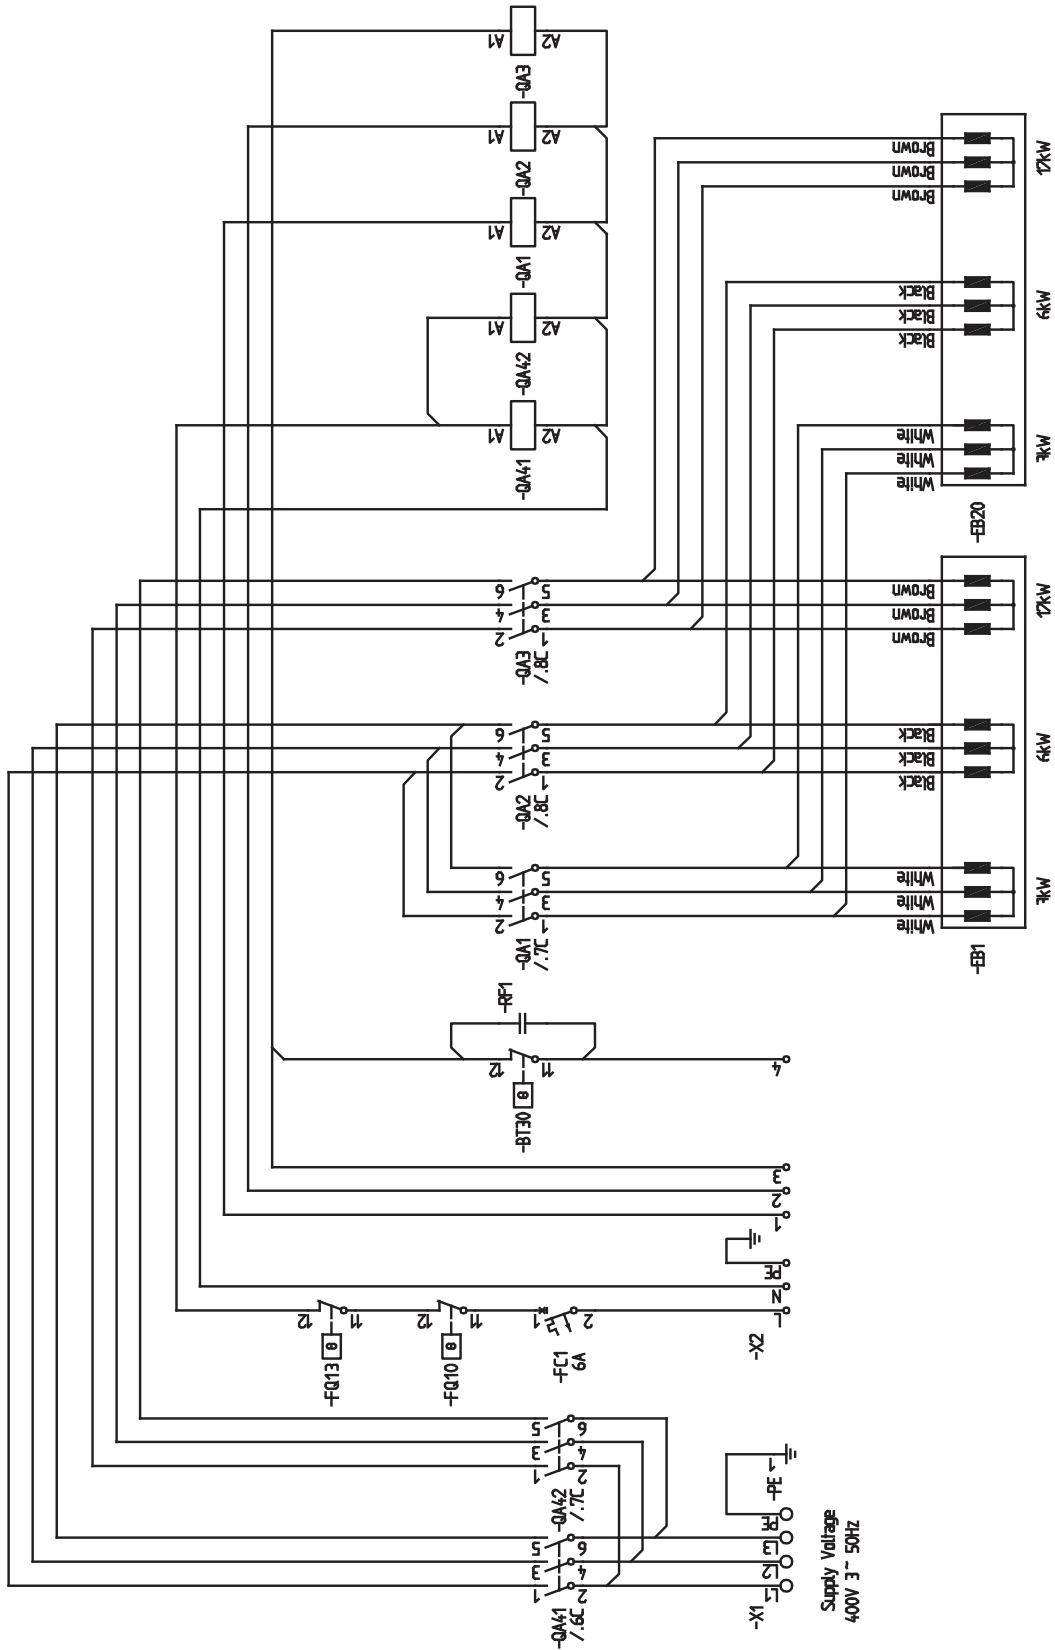 A1
A2
-QA3
A1
A2
-QA2
A1
A2
-QA1
A1
A2
-QA42
A1
A2
-QA41
Brown
Brown
Brown
12kW
Black
Black
Black
6kW
White
White
White
7kW
-EB20
6
5
4
3
2
1
-QA3
/.8C
Brown
Brown
Brown
12kW
6
5
4
3
2
1
-QA2
/.8C
Black
Black
Black
6kW
6
5
4
3
2
1
-QA1
/.7C
White
White
White
7kW
-EB1
-RF1
12
11
4
-BT30
3
2
1
PE
N
L
-X2
12
11
12
11
1
2
-FQ13
-FQ10
-FC1
6A
5
6
3
4
1
2
-QA42
/.7C
5
6
3
4
1
2
-QA41
/.6C
1
-PE
PE
L3
L2
L1
-X1
Supply Voltage
400V 3~ 50Hz